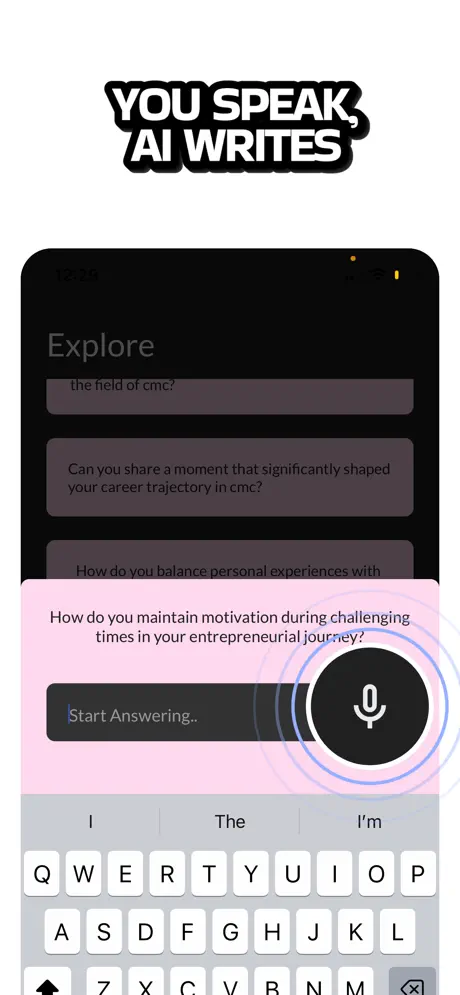 YOU SPEAK,
AI WRITES
12:29
Explore
the field of cmc?
Can you share a moment that significantly shaped
your career trajectory in cmc?
How do you balance personal experiences with
How do you maintain motivation during challenging
times in your entrepreneurial journey?
Start Answering..
I The I'm
Q W E R T Y U I O P
A S D F G H J K L
Z X C V B N M